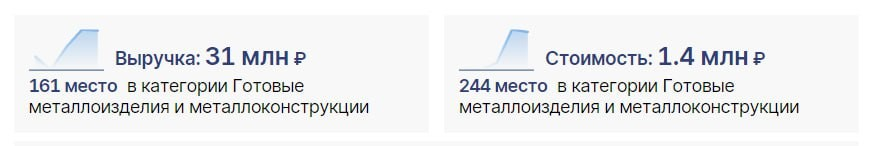 Выручка: 31 млн ₽
161 место в категории Готовые
металлоизделия и металлоконструкции
Стоимость: 1.4 млн ₽
244 место в категории Готовые
металлоизделия и металлоконструкции